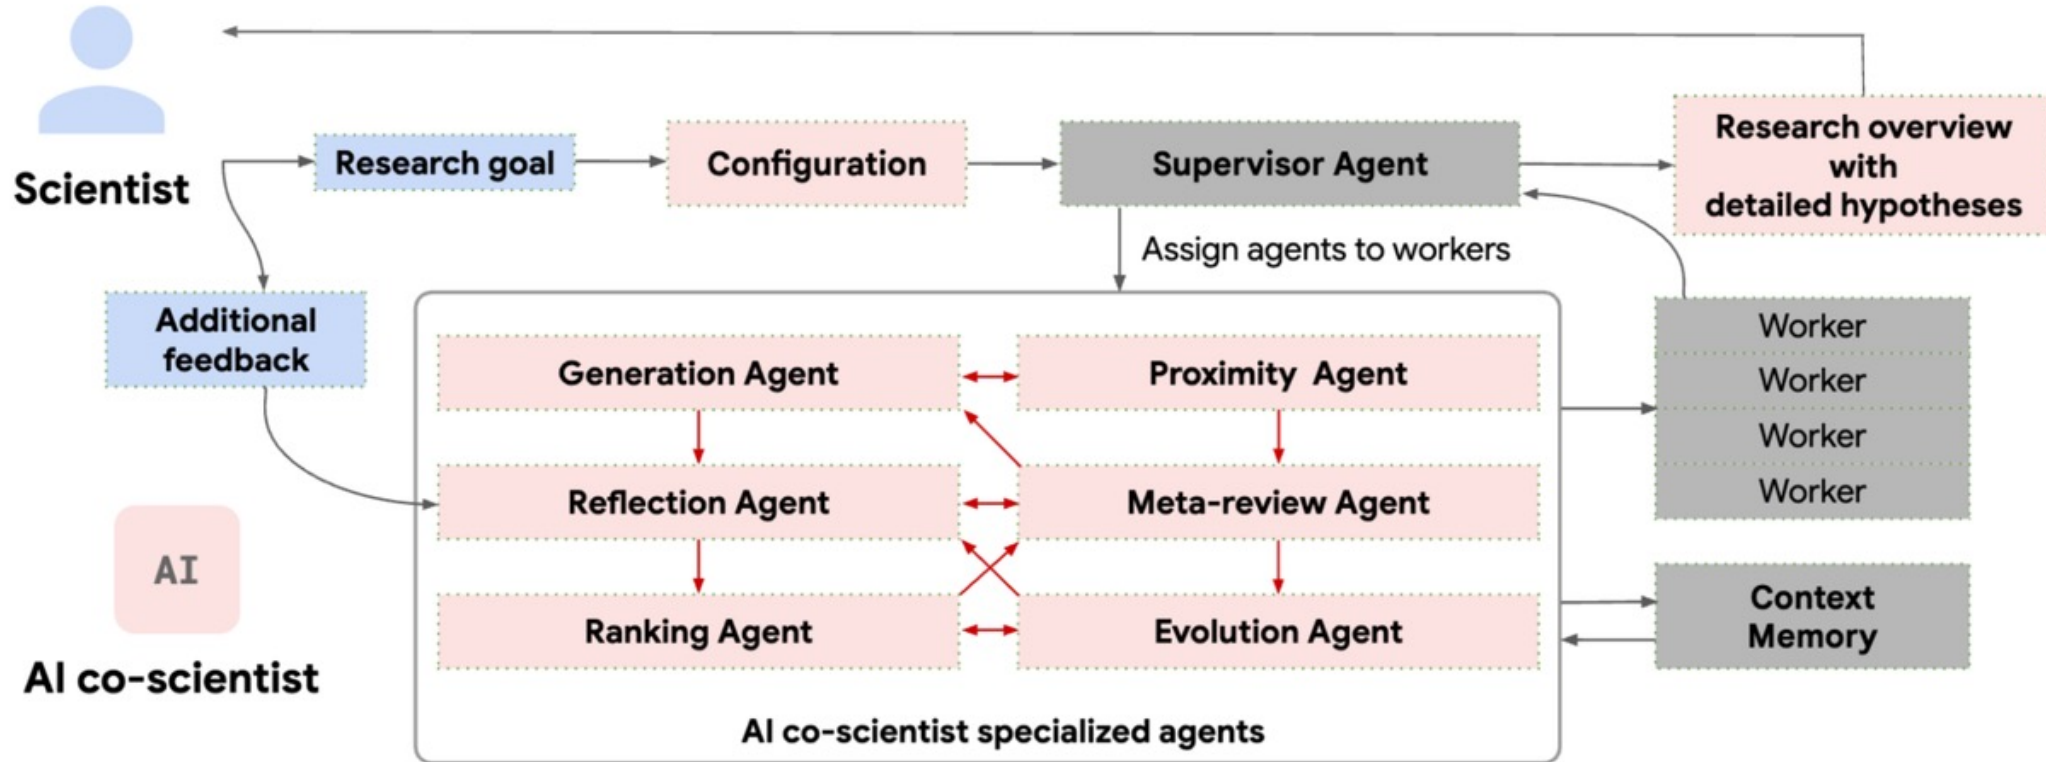 Scientist
Research goal
Configuration
Supervisor Agent
Research overview
with
detailed hypotheses
Assign agents to workers
Additional
feedback
Generation Agent
Proximity Agent
Reflection Agent
Meta-review Agent
Ranking Agent
Evolution Agent
AI co-scientist specialized agents
Worker
Worker
Worker
Worker
Context
Memory
AI
AI co-scientist